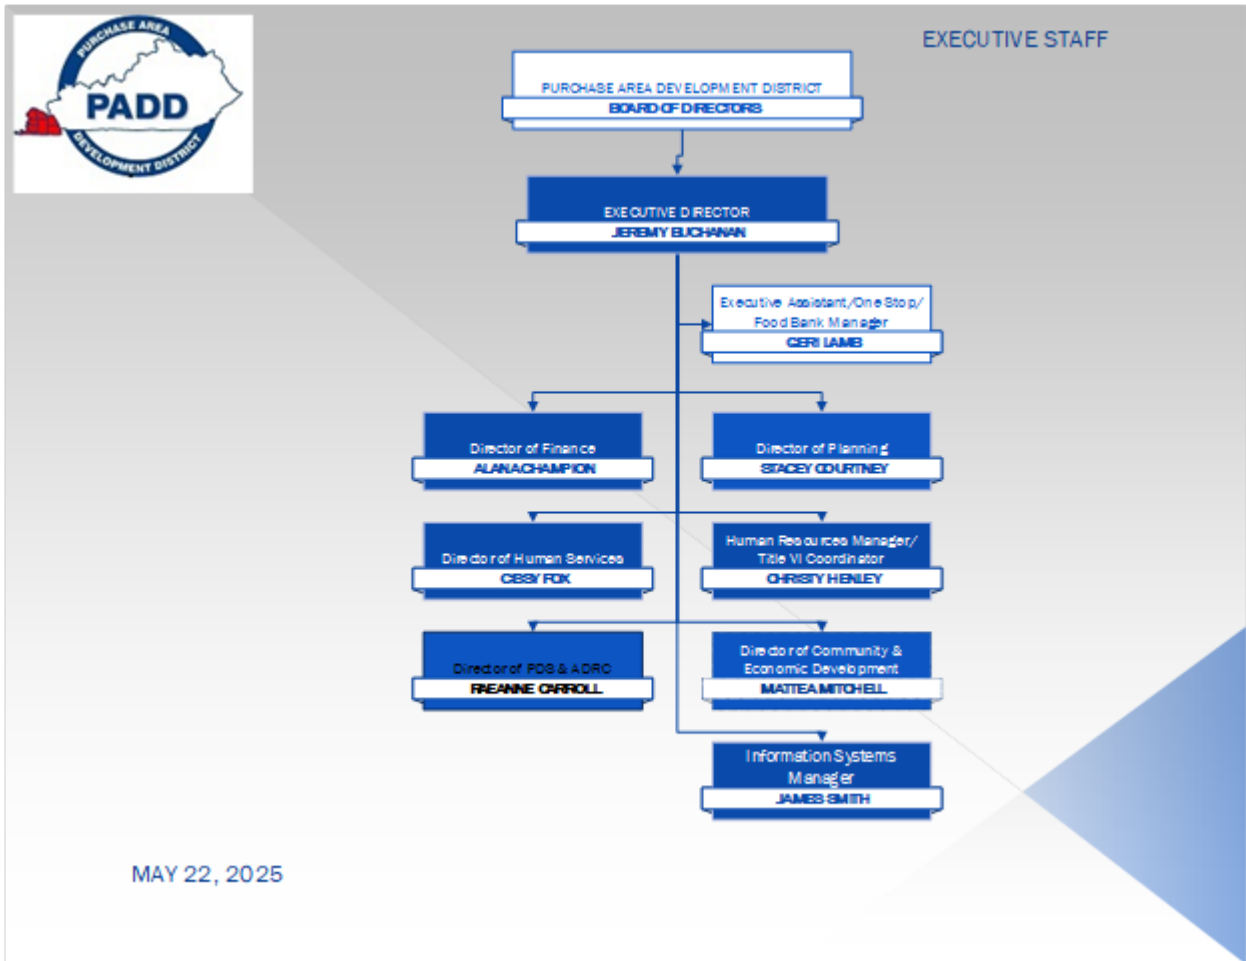 PURCHASE AREA
PADD
DEVELOPMENT DISTRICT
EXECUTIVE STAFF
PURCHASE AREA DEVELOPMENT DISTRICT
BOARD OF DIRECTORS
EXECUTIVE DIRECTOR
JEREMY BUCHANAN
Executive Assistant/One Stop/
Food Bank Manager
GERI LAMB
Director of Finance
ALANA CHAMPION
Director of Planning
STACEY COURTNEY
Director of Human Services
CISSY FOX
Human Resources Manager/
Title VI Coordinator
CHRISTY HENLEY
Director of PDS & ADRC
RAEANNE CARROLL
Director of Community &
Economic Development
MATTEA MITCHELL
Information Systems
Manager
JAMES SMITH
MAY 22, 2025